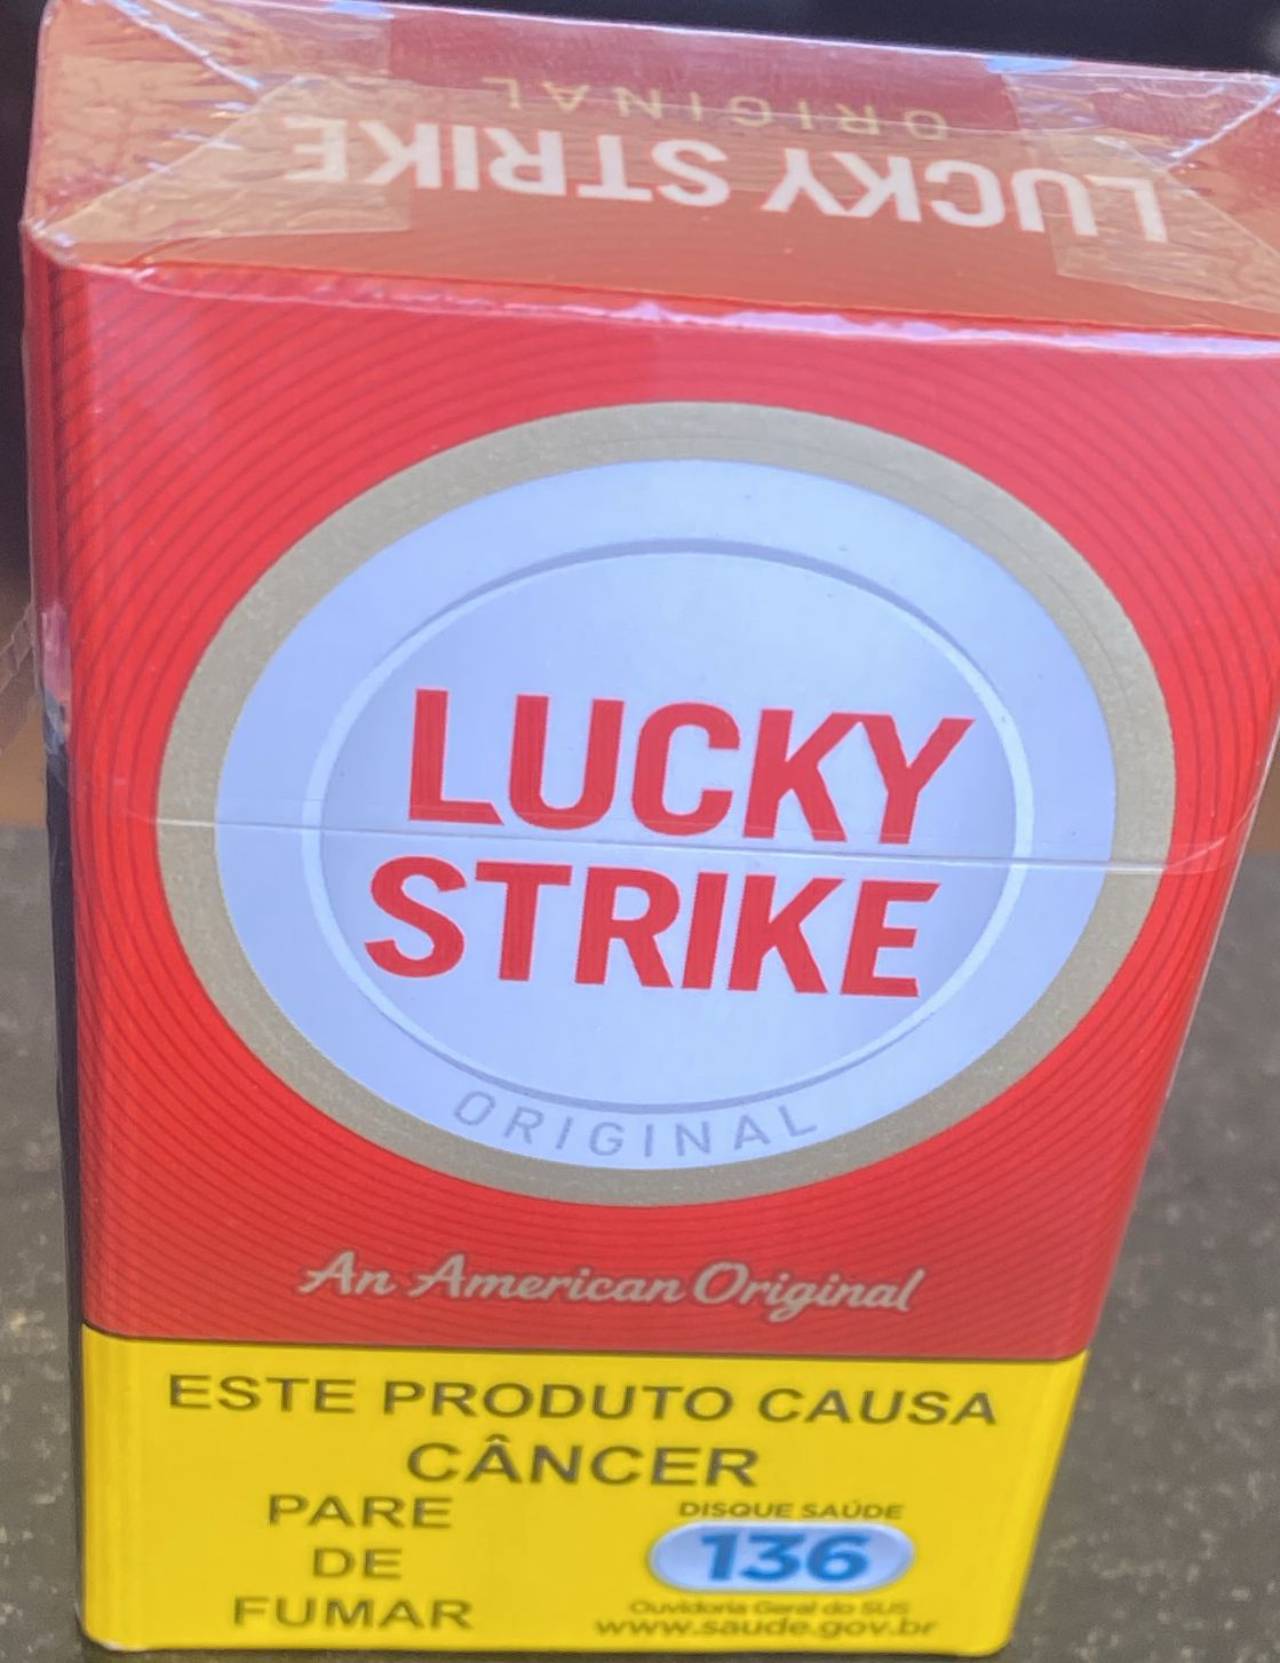 ORIGINAL
LUCKY STRIKE
LUCKY
STRIKE
ORIGINAL
An American Original
ESTE PRODUTO CAUSA
CÂNCER
PARE
DE
FUMAR
DISQUE SAÚDE
136
Ouvidoria Geral do SUS
www.saude.gov.br